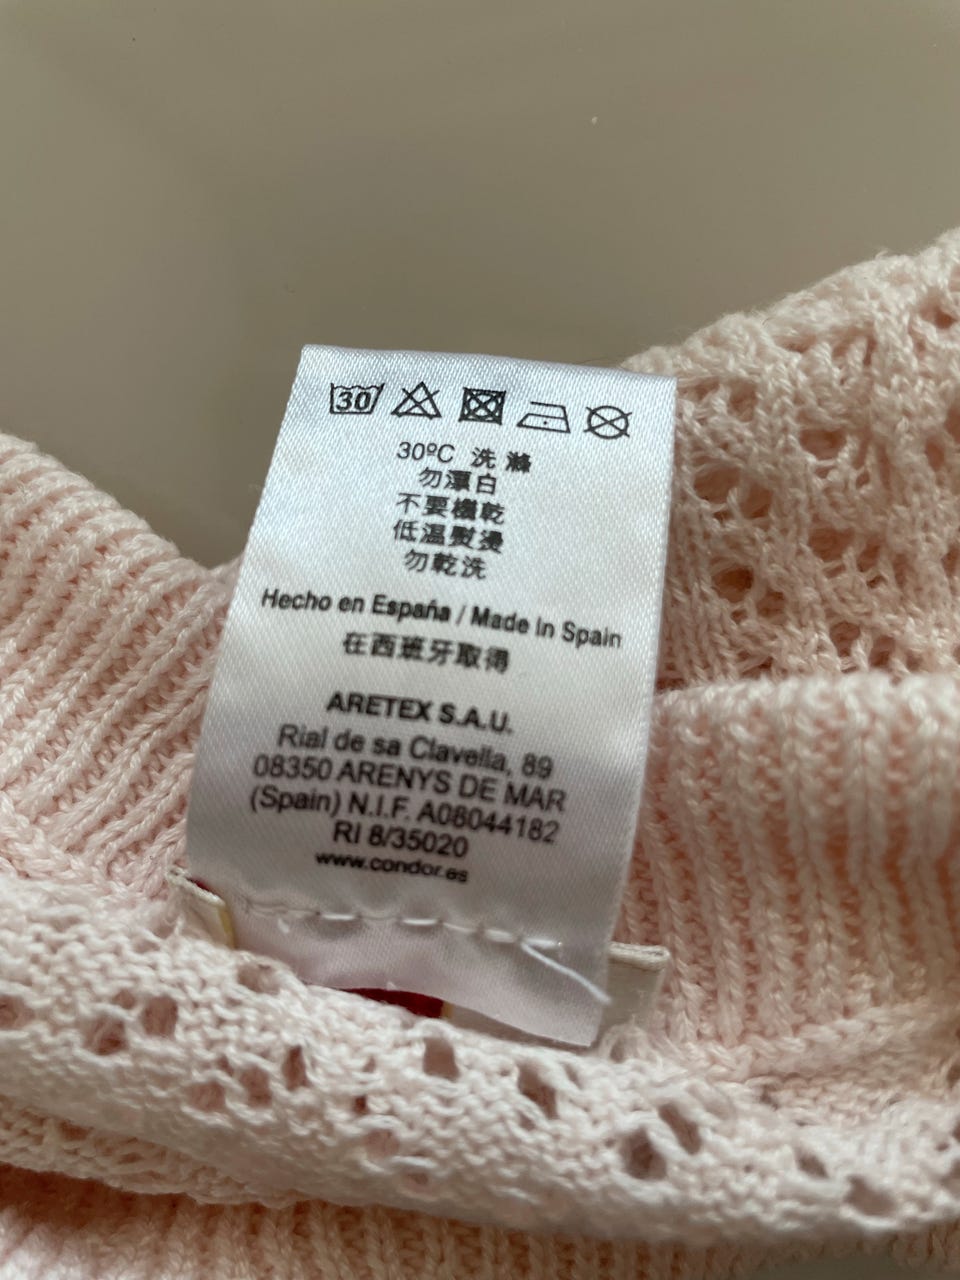 30
30ºC 洗滌
勿漂白
不要機乾
低溫熨燙
勿乾洗
Hecho en España / Made in Spain
在西班牙取得
ARETEX S.A.U.
Rial de sa Clavella, 89
08350 ARENYS DE MAR
(Spain) N.I.F. A08044182
RI 8/35020
www.condor.es